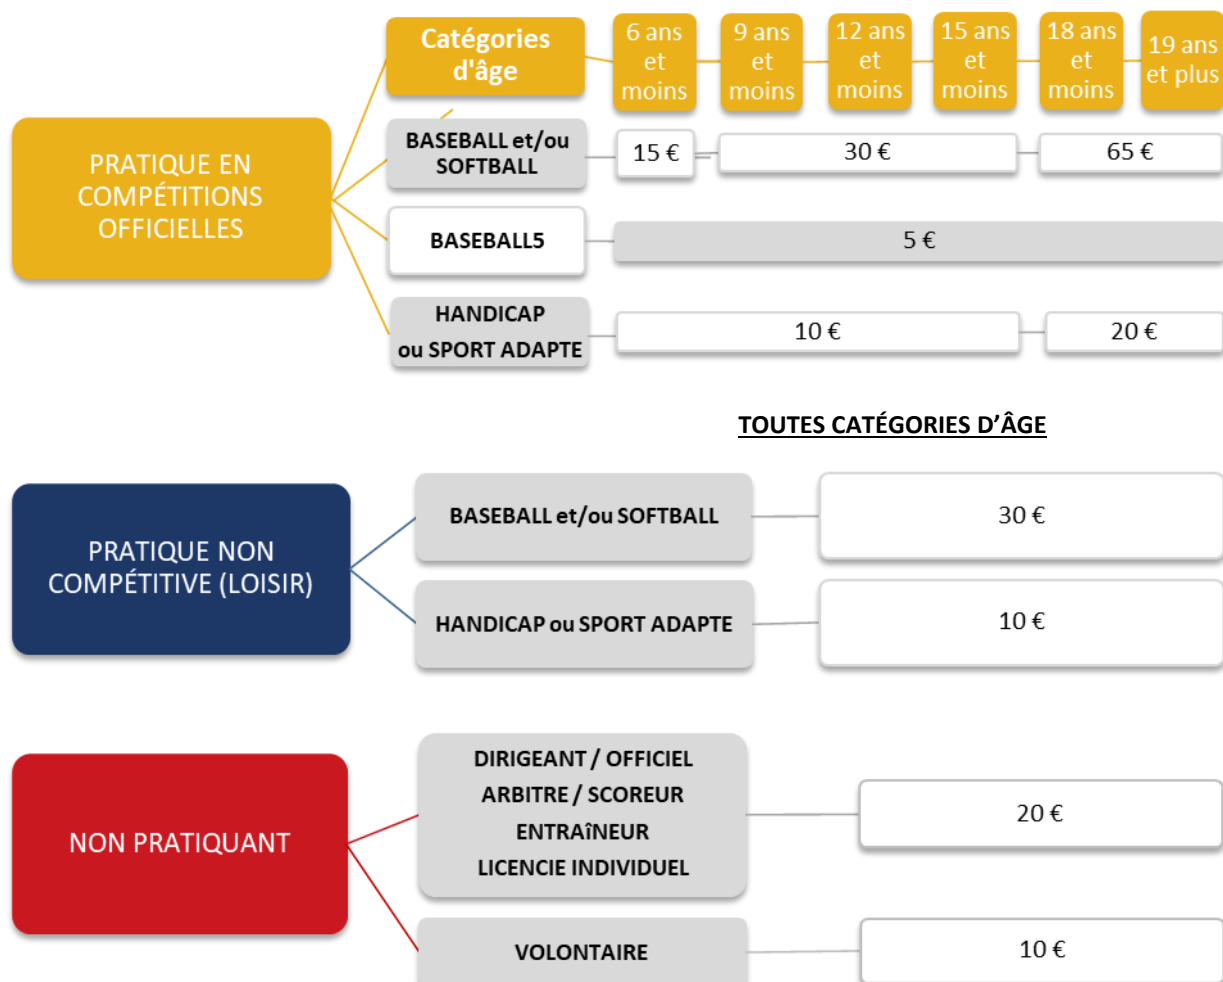 Catégories
d'âge
6 ans
et
moins
9 ans
et
moins
12 ans
et
moins
15 ans
et
moins
18 ans
et
moins
19 ans
et plus
PRATIQUE EN
COMPÉTITIONS
OFFICIELLES
BASEBALL et/ou
SOFTBALL
15 €
30 €
65 €
BASEBALL5
5 €
HANDICAP
ou SPORT ADAPTE
10 €
20 €
TOUTES CATÉGORIES D’ÂGE
PRATIQUE NON
COMPÉTITIVE (LOISIR)
BASEBALL et/ou SOFTBALL
30 €
HANDICAP ou SPORT ADAPTE
10 €
NON PRATIQUANT
DIRIGEANT / OFFICIEL
ARBITRE / SCOREUR
ENTRAîNEUR
LICENCIE INDIVIDUEL
20 €
VOLONTAIRE
10 €